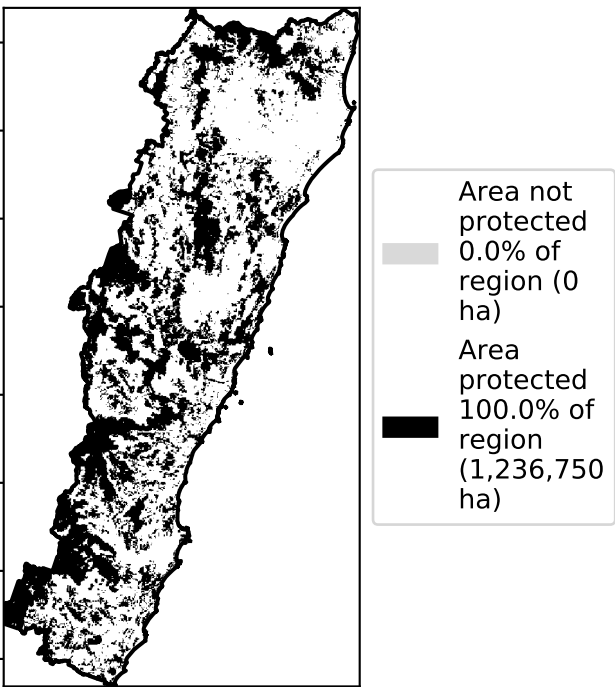 Area not
protected
0.0% of
region (0
ha)
Area
protected
100.0% of
region
(1,236,750
ha)